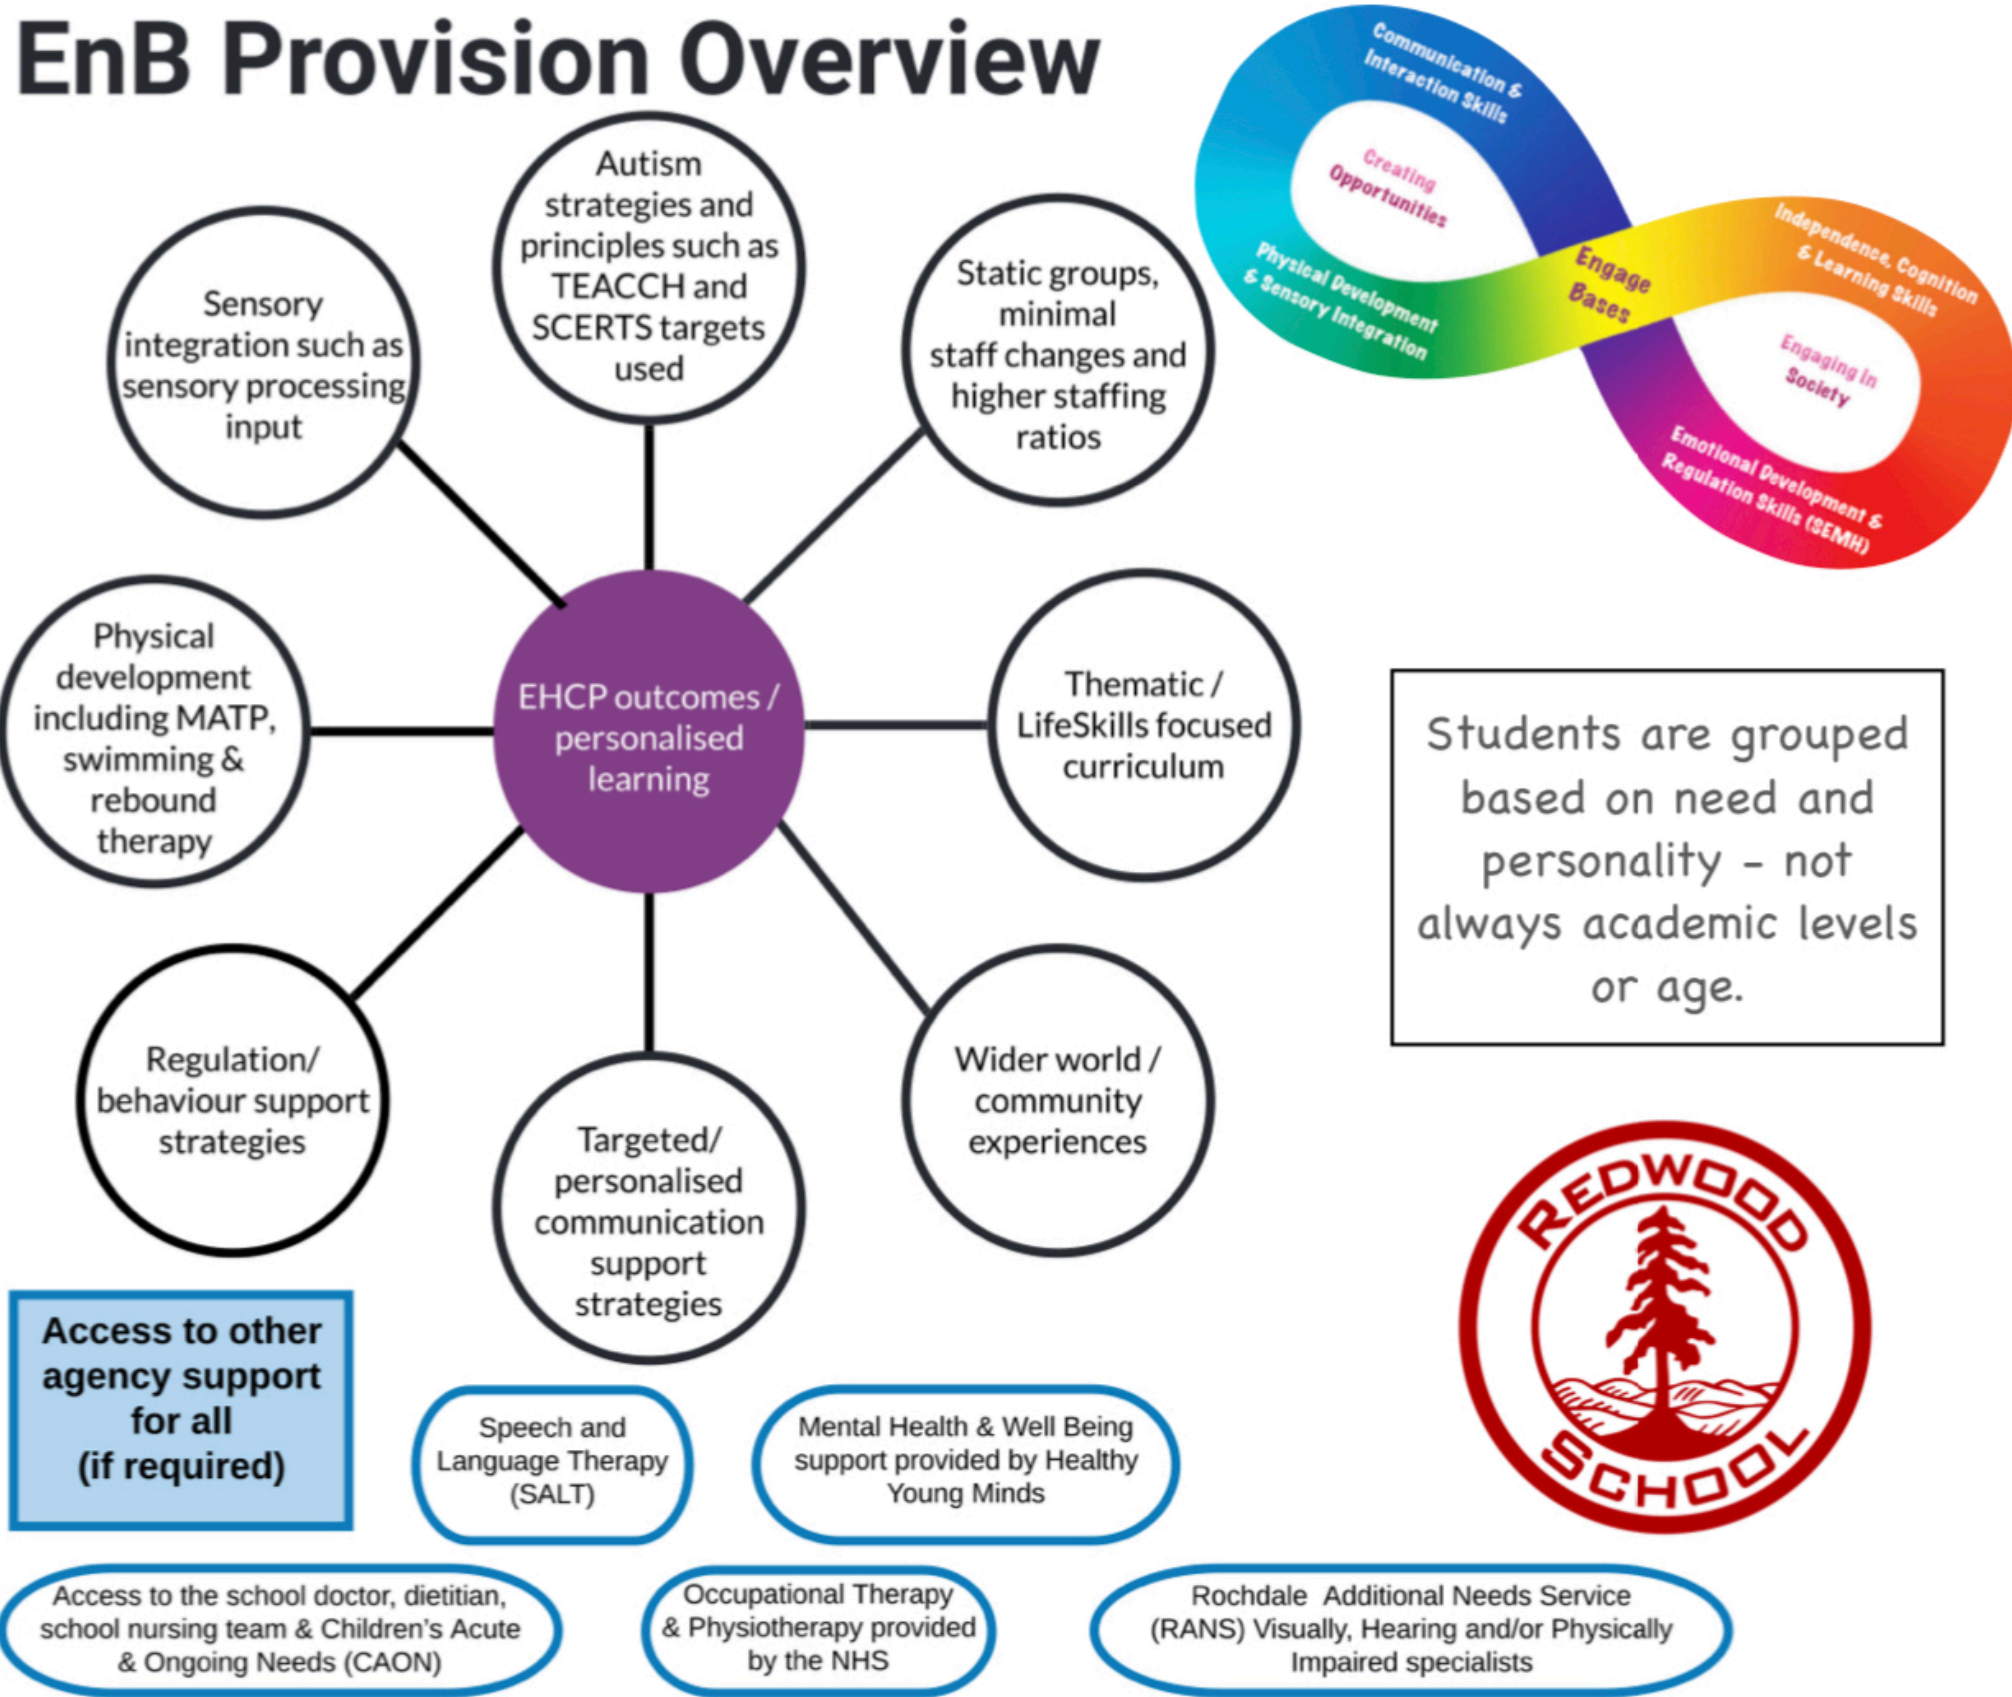 EnB Provision Overview
Communication &
Interaction Skills
Creating
Opportunities
Physical Development
& Sensory Integration
Engage
Bases
Independence, Cognition
& Learning Skills
Engaging In
Society
Emotional Development &
Regulation Skills (SEMH)
Autism
strategies and
principles such as
TEACCH and
SCERTS targets
used
Sensory
integration such as
sensory processing
input
Static groups,
minimal
staff changes and
higher staffing
ratios
Physical
development
including MATP,
swimming &
rebound
therapy
EHCP outcomes /
personalised
learning
Thematic /
LifeSkills focused
curriculum
Students are grouped
based on need and
personality - not
always academic levels
or age.
Regulation/
behaviour support
strategies
Targeted/
personalised
communication
support
strategies
Wider world /
community
experiences
REDWOOD
SCHOOL
Access to other
agency support
for all
(if required)
Speech and
Language Therapy
(SALT)
Mental Health & Well Being
support provided by Healthy
Young Minds
Access to the school doctor, dietitian,
school nursing team & Children's Acute
& Ongoing Needs (CAON)
Occupational Therapy
& Physiotherapy provided
by the NHS
Rochdale  Additional Needs Service
(RANS) Visually, Hearing and/or Physically
Impaired specialists